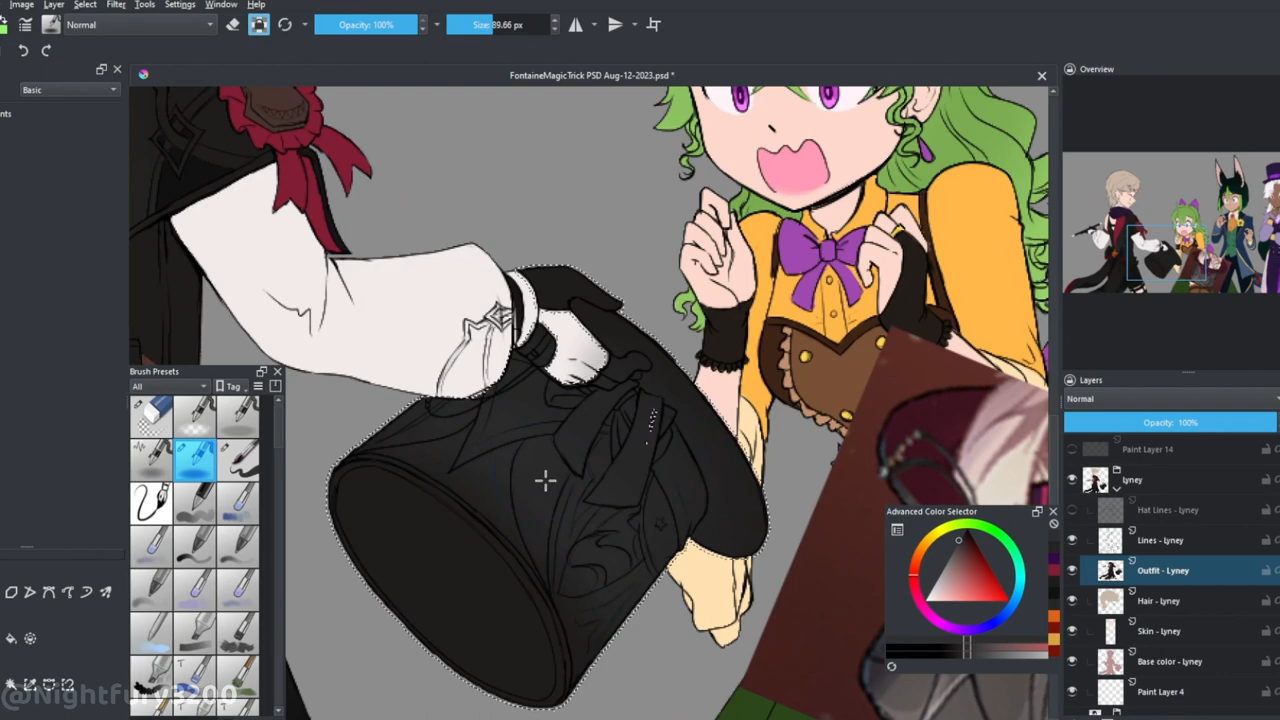 Image Layer Select Filter Tools Settings Window Help
Normal
Opacity: 100%
Size: 89.66 px
FontaineMagicTrick PSD Aug-12-2023.psd *
Overview
Basic
nts
Brush Presets
All
Tag
Layers
Normal
Opacity: 100%
Paint Layer 14
Lyney
Hat Lines - Lyney
Lines - Lyney
Outfit - Lyney
Hair - Lyney
Skin - Lyney
Base color - Lyney
Paint Layer 4
Advanced Color Selector
@Nightfury3200